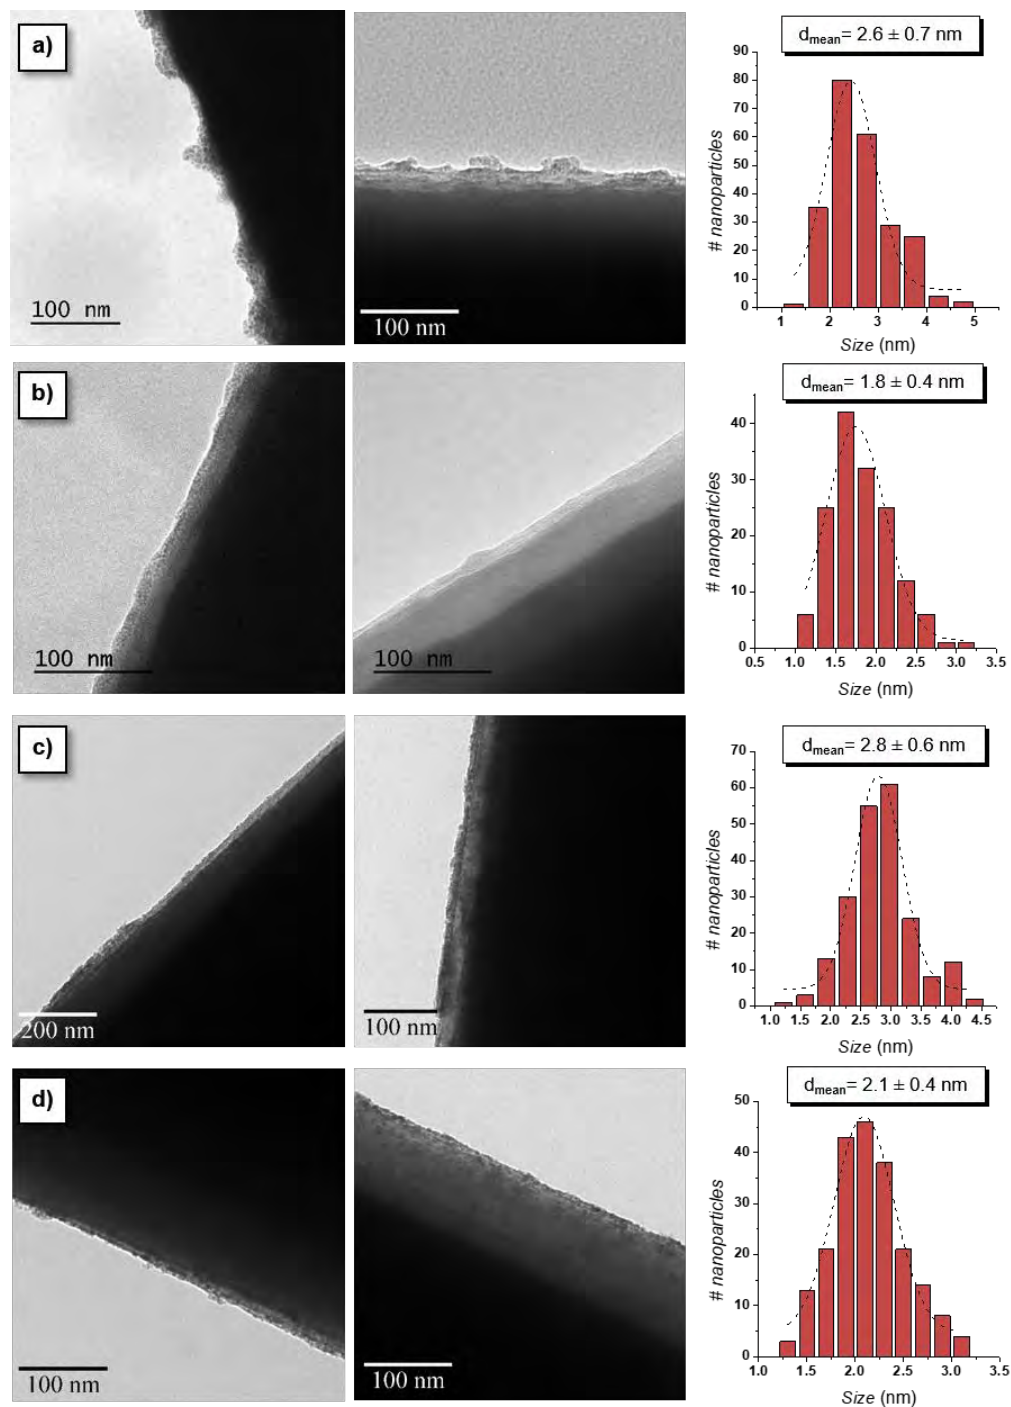 a)
100 nm
100 nm
dmean= 2.6 ± 0.7 nm
# nanoparticles
90
80
70
60
50
40
30
20
10
0
1 2 3 4 5
Size (nm)
b)
100 nm
100 nm
dmean= 1.8 ± 0.4 nm
# nanoparticles
40
30
20
10
0
0.5 1.0 1.5 2.0 2.5 3.0 3.5
Size (nm)
c)
200 nm
100 nm
dmean= 2.8 ± 0.6 nm
# nanoparticles
70
60
50
40
30
20
10
0
1.0 1.5 2.0 2.5 3.0 3.5 4.0 4.5
Size (nm)
d)
100 nm
100 nm
dmean= 2.1 ± 0.4 nm
# nanoparticles
50
40
30
20
10
0
1.0 1.5 2.0 2.5 3.0 3.5
Size (nm)